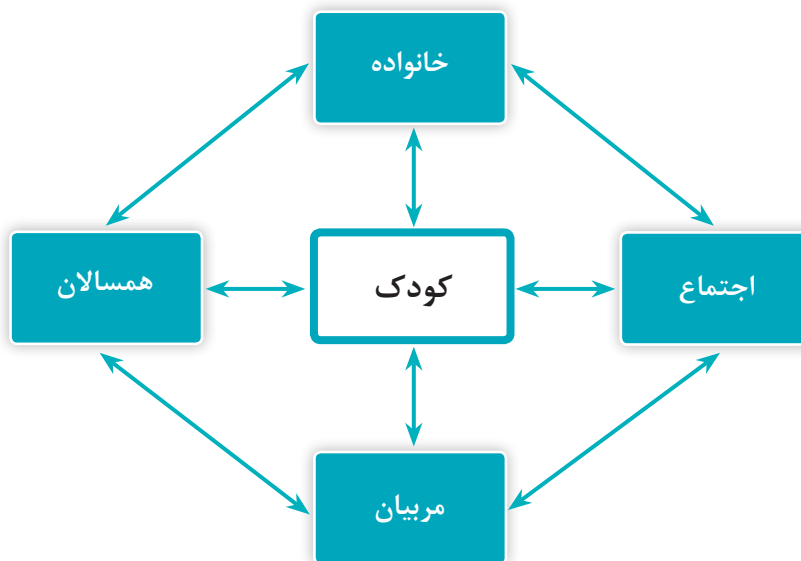 خانواده
اجتماع
کودک
همسالان
مربیان